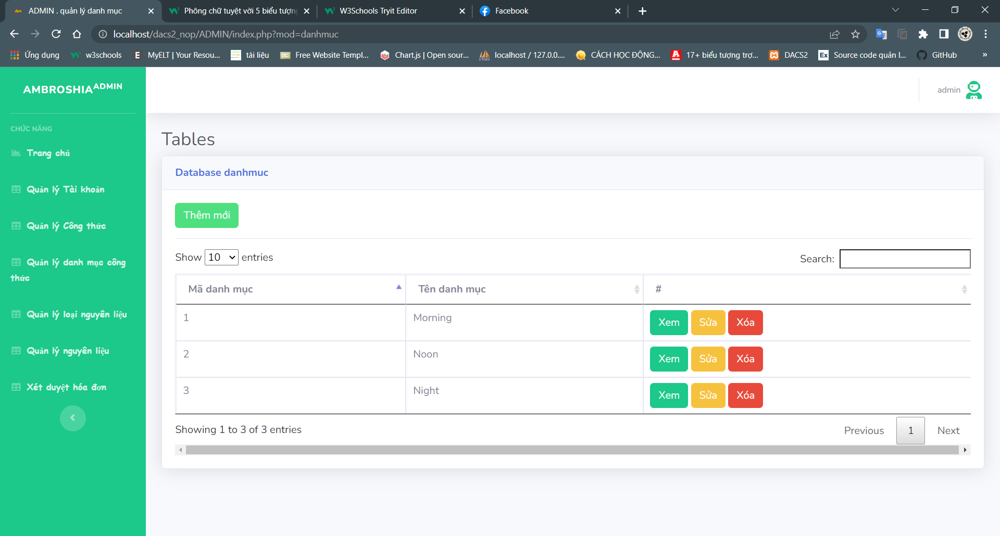 ADMIN . quản lý danh mục
Phông chữ tuyệt vời 5 biểu tượn
W3Schools Tryit Editor
Facebook
localhost/dacs2_nop/ADMIN/index.php?mod=danhmuc
Ứng dụng
w3schools
MyELT | Your Resou...
tài liệu
Free Website Templ...
Chart.js | Open sour...
localhost / 127.0.0....
CÁCH HỌC ĐỘNG...
17+ biểu tượng trợ...
DACS2
Source code quản l...
GitHub
»
AMBROSHIA ADMIN
admin
CHỨC NĂNG
Trang chủ
Quản lý Tài khoản
Quản lý Công thức
Quản lý danh mục công
thức
Quản lý loại nguyên liệu
Quản lý nguyên liệu
Xét duyệt hóa đơn
Tables
Database danhmuc
Thêm mới
Show 10 entries
Search:
Mã danh mục
Tên danh mục
#
1
Morning
Xem
Sửa
Xóa
2
Noon
Xem
Sửa
Xóa
3
Night
Xem
Sửa
Xóa
Showing 1 to 3 of 3 entries
Previous
1
Next